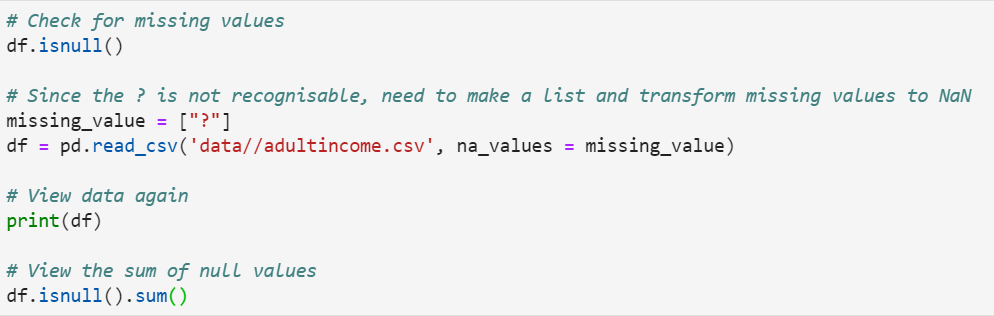 # Check for missing values
df.isnull()
# Since the ? is not recognisable, need to make a list and transform missing values to NaN
missing_value = ["?"]
df = pd.read_csv('data//adultincome.csv', na_values = missing_value)
# View data again
print(df)
# View the sum of null values
df.isnull().sum()